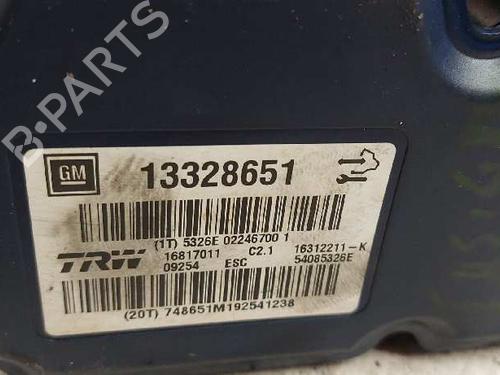 B-PARTS
GM 13328651
(1T) 5326E 02246700 1
TRW 16817011 C2.1 16312211-K
09254 ESC 54085326E
(20T) 748651M192541238